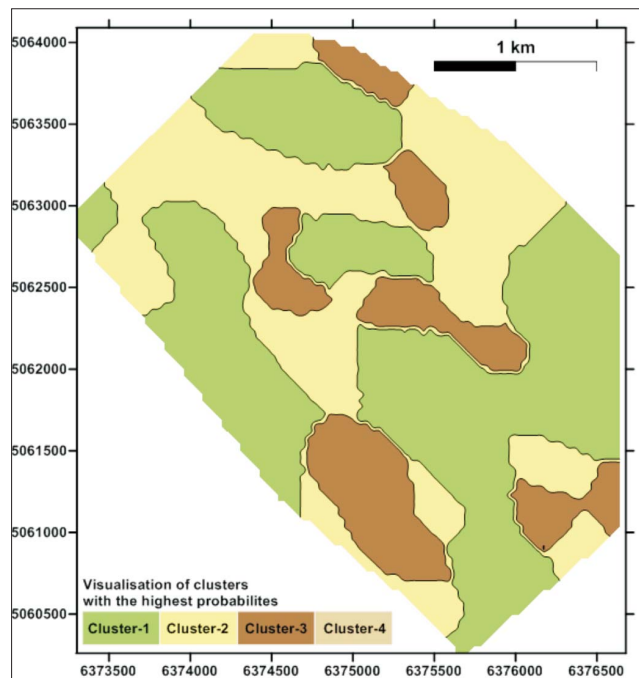 1 km
5064000
5063500
5063000
5062500
5062000
5061500
5061000
5060500
Visualisation of clusters
with the highest probabilites
Cluster-1 Cluster-2 Cluster-3 Cluster-4
6373500 6374000 6374500 6375000 6375500 6376000 6376500